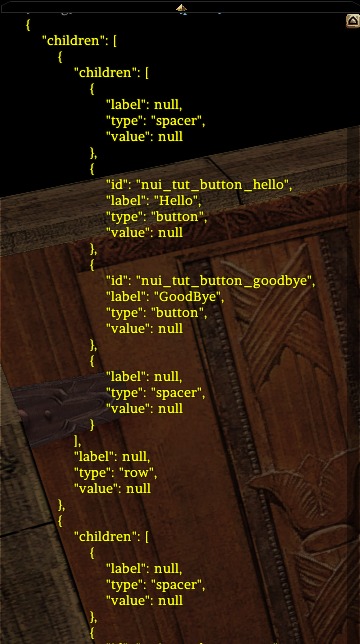 {
"children": [
{
"children": [
{
"label": null,
"type": "spacer",
"value": null
},
{
"id": "nui_tut_button_hello",
"label": "Hello",
"type": "button",
"value": null
},
{
"id": "nui_tut_button_goodbye",
"label": "GoodBye",
"type": "button",
"value": null
},
{
"label": null,
"type": "spacer",
"value": null
}
],
"label": null,
"type": "row",
"value": null
},
{
"children": [
{
"label": null,
"type": "spacer",
"value": null
},
{